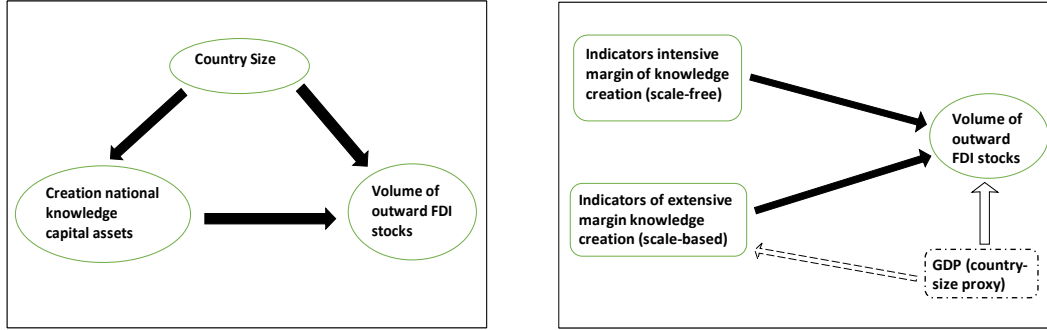 Country Size
Creation national
knowledge
capital assets
Volume of
outward FDI
stocks
Indicators intensive
margin of knowledge
creation (scale-free)
Volume of
outward
FDI stocks
Indicators of extensive
margin knowledge
creation (scale-based)
GDP (country-
size proxy)